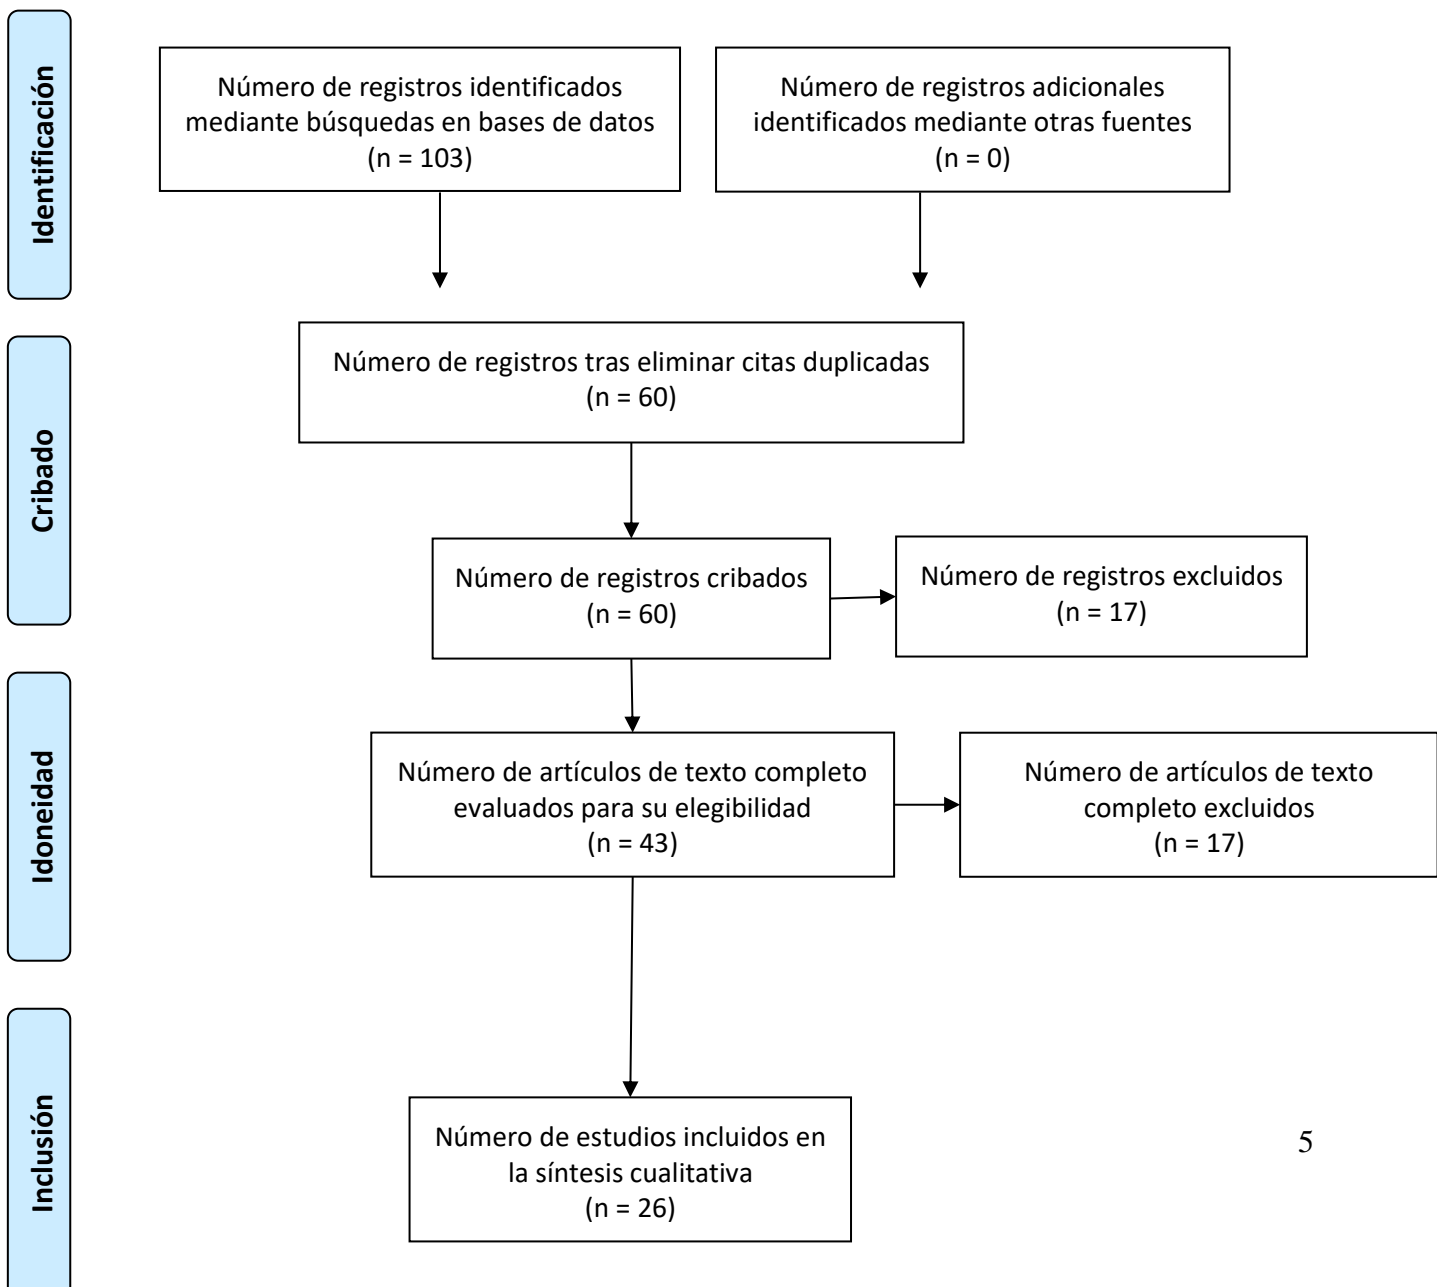 Identificación
Número de registros identificados
mediante búsquedas en bases de datos
(n = 103)
Número de registros adicionales
identificados mediante otras fuentes
(n = 0)
Cribado
Número de registros tras eliminar citas duplicadas
(n = 60)
Número de registros cribados
(n = 60)
Número de registros excluidos
(n = 17)
Idoneidad
Número de artículos de texto completo
evaluados para su elegibilidad
(n = 43)
Número de artículos de texto
completo excluidos
(n = 17)
Inclusión
Número de estudios incluidos en
la síntesis cualitativa
(n = 26)
5